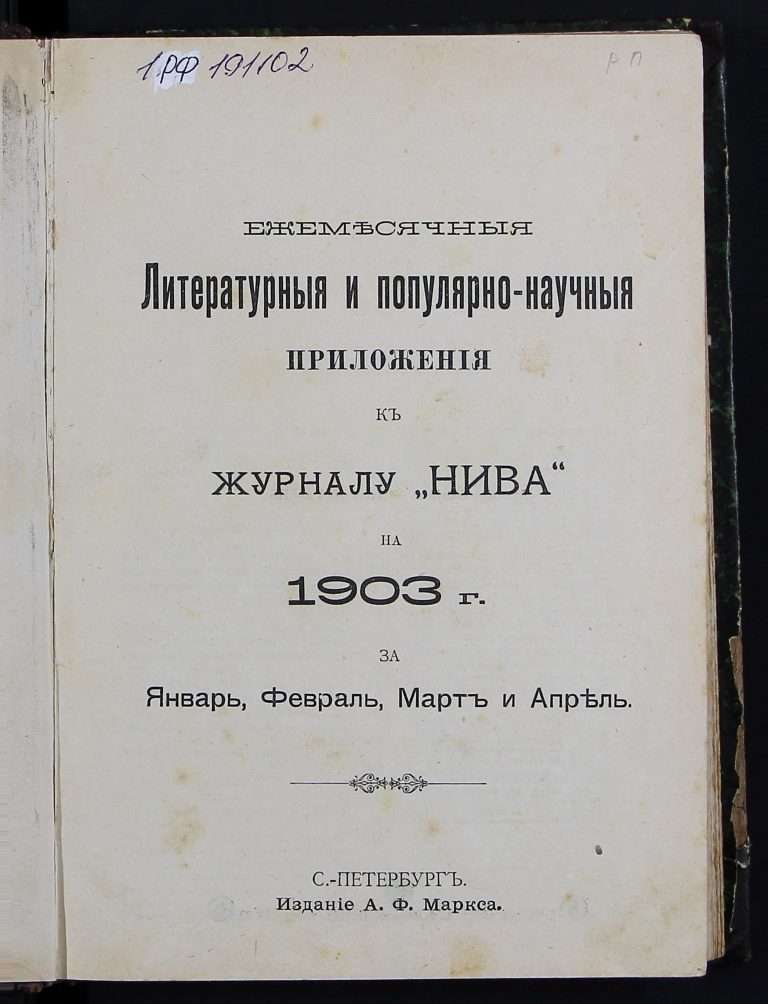 1РФ 191102
РП
ЕЖЕМѢСЯЧНЫЯ
Литературныя и популярно-научныя
ПРИЛОЖЕНІЯ
КЪ
ЖУРНАЛУ „НИВА“
НА
1903 г.
ЗА
Январь, Февраль, Мартъ и Апрѣль.
С.-ПЕТЕРБУРГЪ.
Изданіе А. Ф. Маркса.